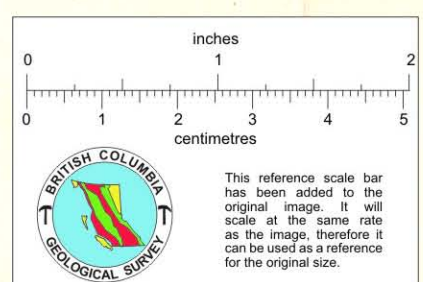 inches
0 1 2
0 1 2 3 4 5
centimetres
BRITISH COLUMBIA
GEOLOGICAL SURVEY
This reference scale bar
has been added to the
original image. It will
scale at the same rate
as the image, therefore it
can be used as a reference
for the original size.